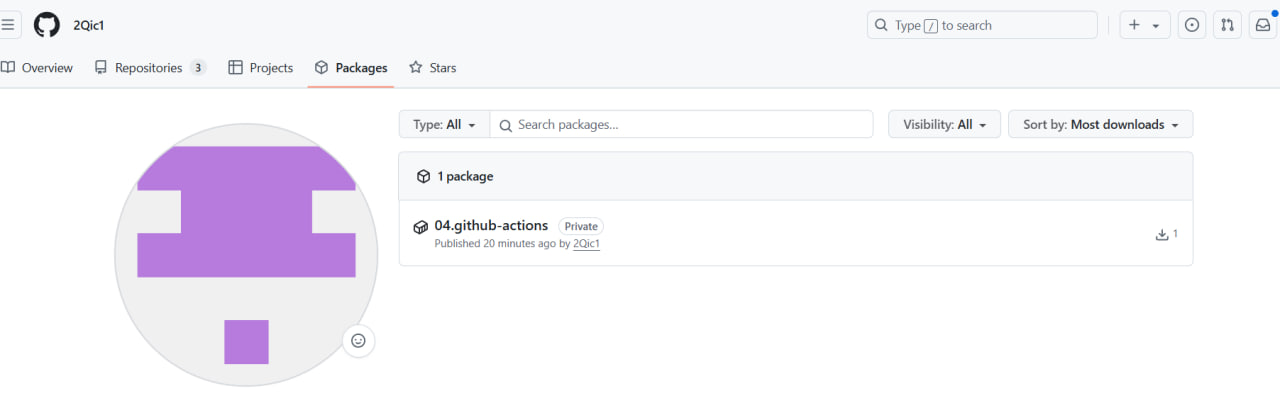 2Qic1
Type / to search
Overview Repositories 3 Projects Packages Stars
Type: All Search packages... Visibility: All Sort by: Most downloads
1 package
04.github-actions Private
Published 20 minutes ago by 2Qic1
1